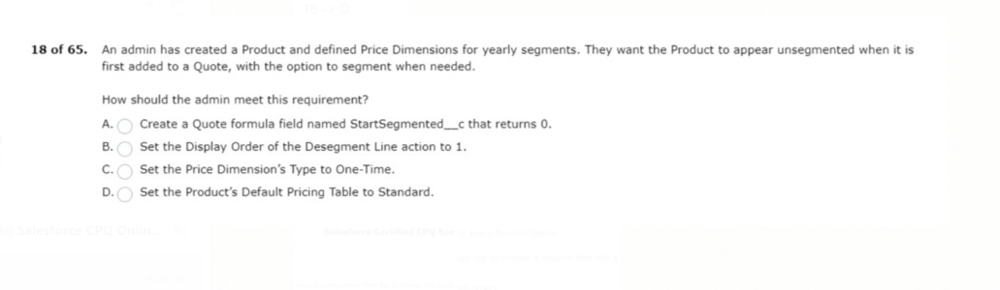 18 of 65. An admin has created a Product and defined Price Dimensions for yearly segments. They want the Product to appear unsegmented when it is
first added to a Quote, with the option to segment when needed.
How should the admin meet this requirement?
A. Create a Quote formula field named StartSegmented__c that returns 0.
B. Set the Display Order of the Desegment Line action to 1.
C. Set the Price Dimension's Type to One-Time.
D. Set the Product's Default Pricing Table to Standard.